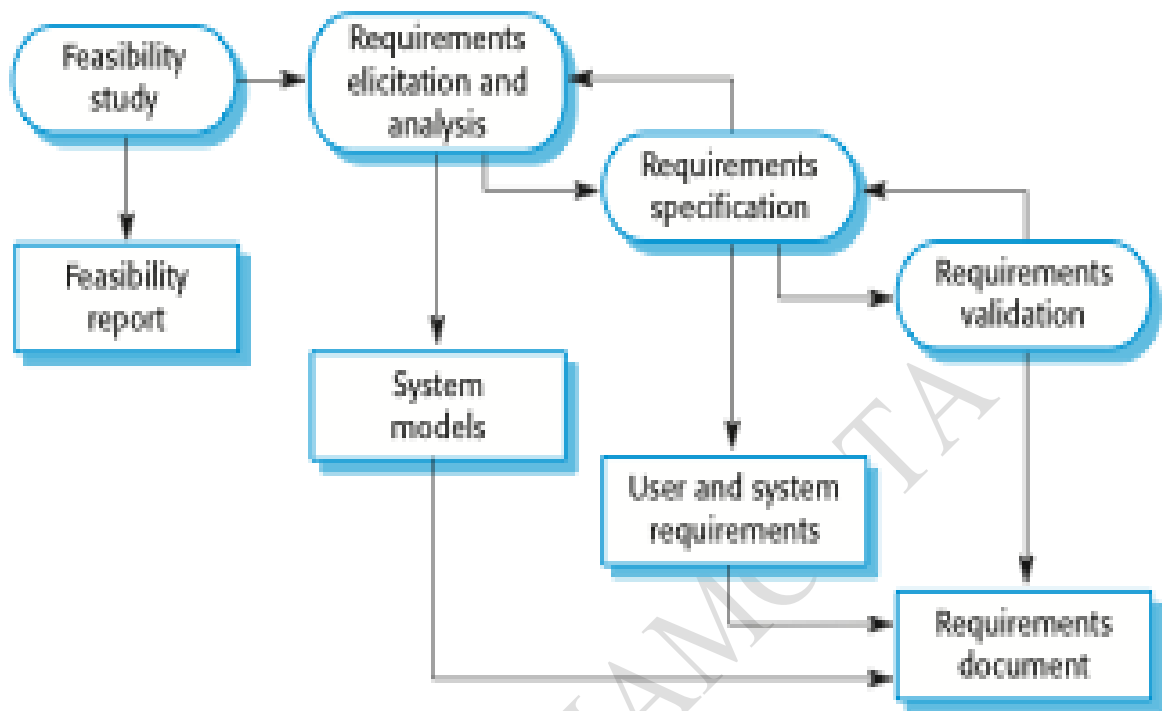 Feasibility
study
Requirements
elicitation and
analysis
Requirements
specification
Requirements
validation
Feasibility
report
System
models
User and system
requirements
Requirements
document